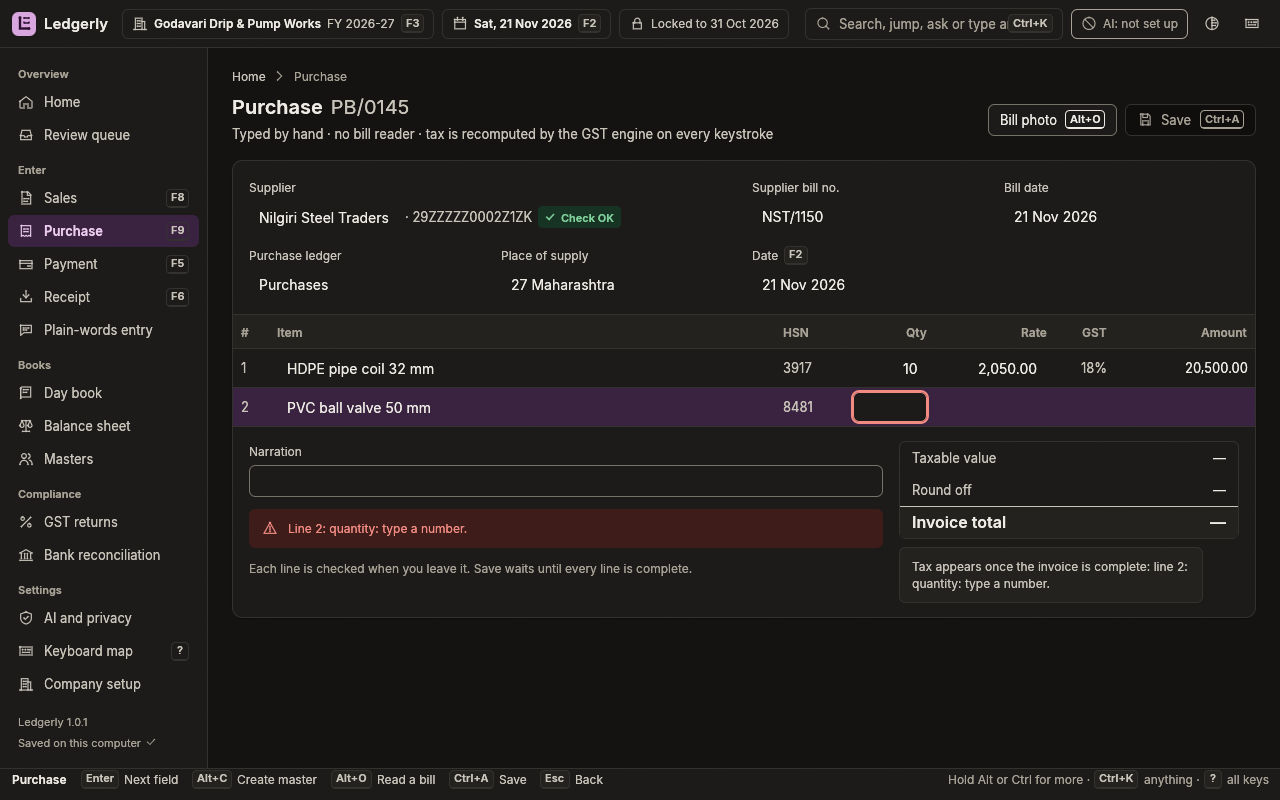 Ledgerly
Godavari Drip & Pump Works FY 2026-27 F3
Sat, 21 Nov 2026 F2
Locked to 31 Oct 2026
Search, jump, ask or type a Ctrl+K
AI: not set up
Overview
Home
Review queue
Enter
Sales F8
Purchase F9
Payment F5
Receipt F6
Plain-words entry
Books
Day book
Balance sheet
Masters
Compliance
GST returns
Bank reconciliation
Settings
AI and privacy
Keyboard map ?
Company setup
Ledgerly 1.0.1
Saved on this computer
Home Purchase
Purchase PB/0145
Typed by hand · no bill reader · tax is recomputed by the GST engine on every keystroke
Bill photo Alt+O
Save Ctrl+A
Supplier Supplier bill no. Bill date
Nilgiri Steel Traders · 29ZZZZZ0002Z1ZK Check OK NST/1150 21 Nov 2026
Purchase ledger Place of supply Date F2
Purchases 27 Maharashtra 21 Nov 2026
# Item HSN Qty Rate GST Amount
1 HDPE pipe coil 32 mm 3917 10 2,050.00 18% 20,500.00
2 PVC ball valve 50 mm 8481
Narration
Line 2: quantity: type a number.
Each line is checked when you leave it. Save waits until every line is complete.
Taxable value —
Round off —
Invoice total —
Tax appears once the invoice is complete: line 2:
quantity: type a number.
Purchase Enter Next field Alt+C Create master Alt+O Read a bill Ctrl+A Save Esc Back
Hold Alt or Ctrl for more · Ctrl+K anything · ? all keys